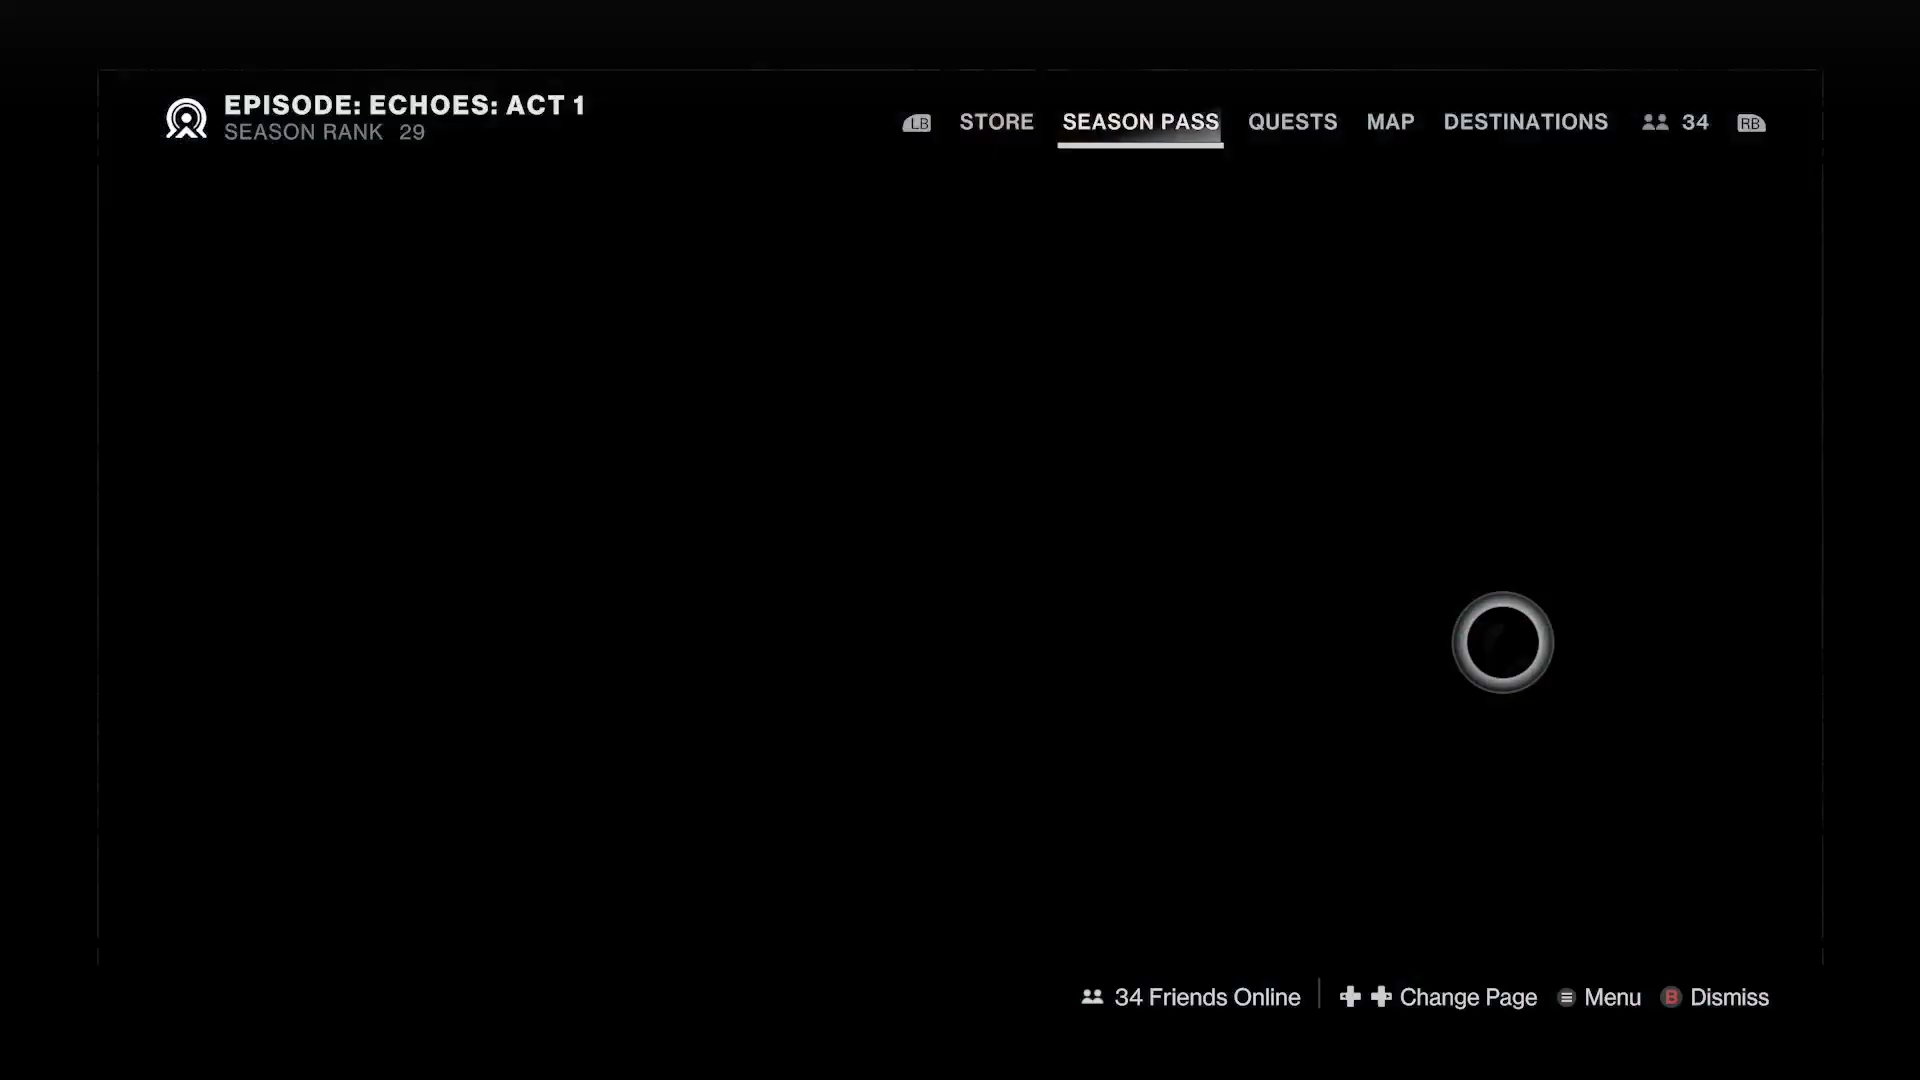 EPISODE: ECHOES: ACT 1
SEASON RANK 29
LB STORE SEASON PASS QUESTS MAP DESTINATIONS 34 RB
34 Friends Online Change Page Menu B Dismiss